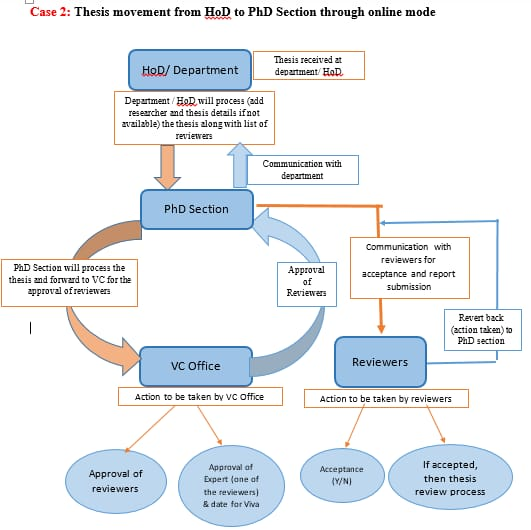 Case 2: Thesis movement from HoD to PhD Section through online mode
HoD/ Department
Thesis received at
department/ HoD
Department / HoD will process (add
researcher and thesis details if not
available) the thesis along with list of
reviewers
Communication with
department
PhD Section
Communication with
reviewers for
acceptance and report
submission
PhD Section will process the
thesis and forward to VC for the
approval of reviewers
Approval
of
Reviewers
Revert back
(action taken) to
PhD section
VC Office
Reviewers
Action to be taken by VC Office
Action to be taken by reviewers
Approval of
reviewers
Approval of
Expert (one of
the reviewers)
& date for Viva
Acceptance
(Y/N)
If accepted,
then thesis
review process